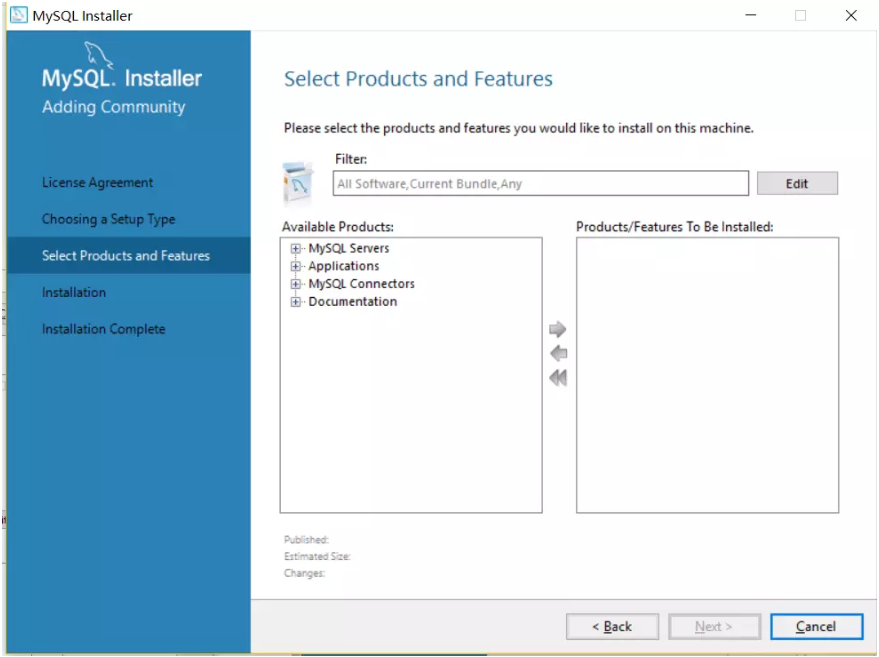 MySQL Installer
MySQL. Installer
Adding Community
License Agreement
Choosing a Setup Type
Select Products and Features
Installation
Installation Complete
Select Products and Features
Please select the products and features you would like to install on this machine.
Filter:
All Software,Current Bundle,Any
Edit
Available Products:
MySQL Servers
Applications
MySQL Connectors
Documentation
Products/Features To Be Installed:
Published:
Estimated Size:
Changes:
< Back
Next >
Cancel